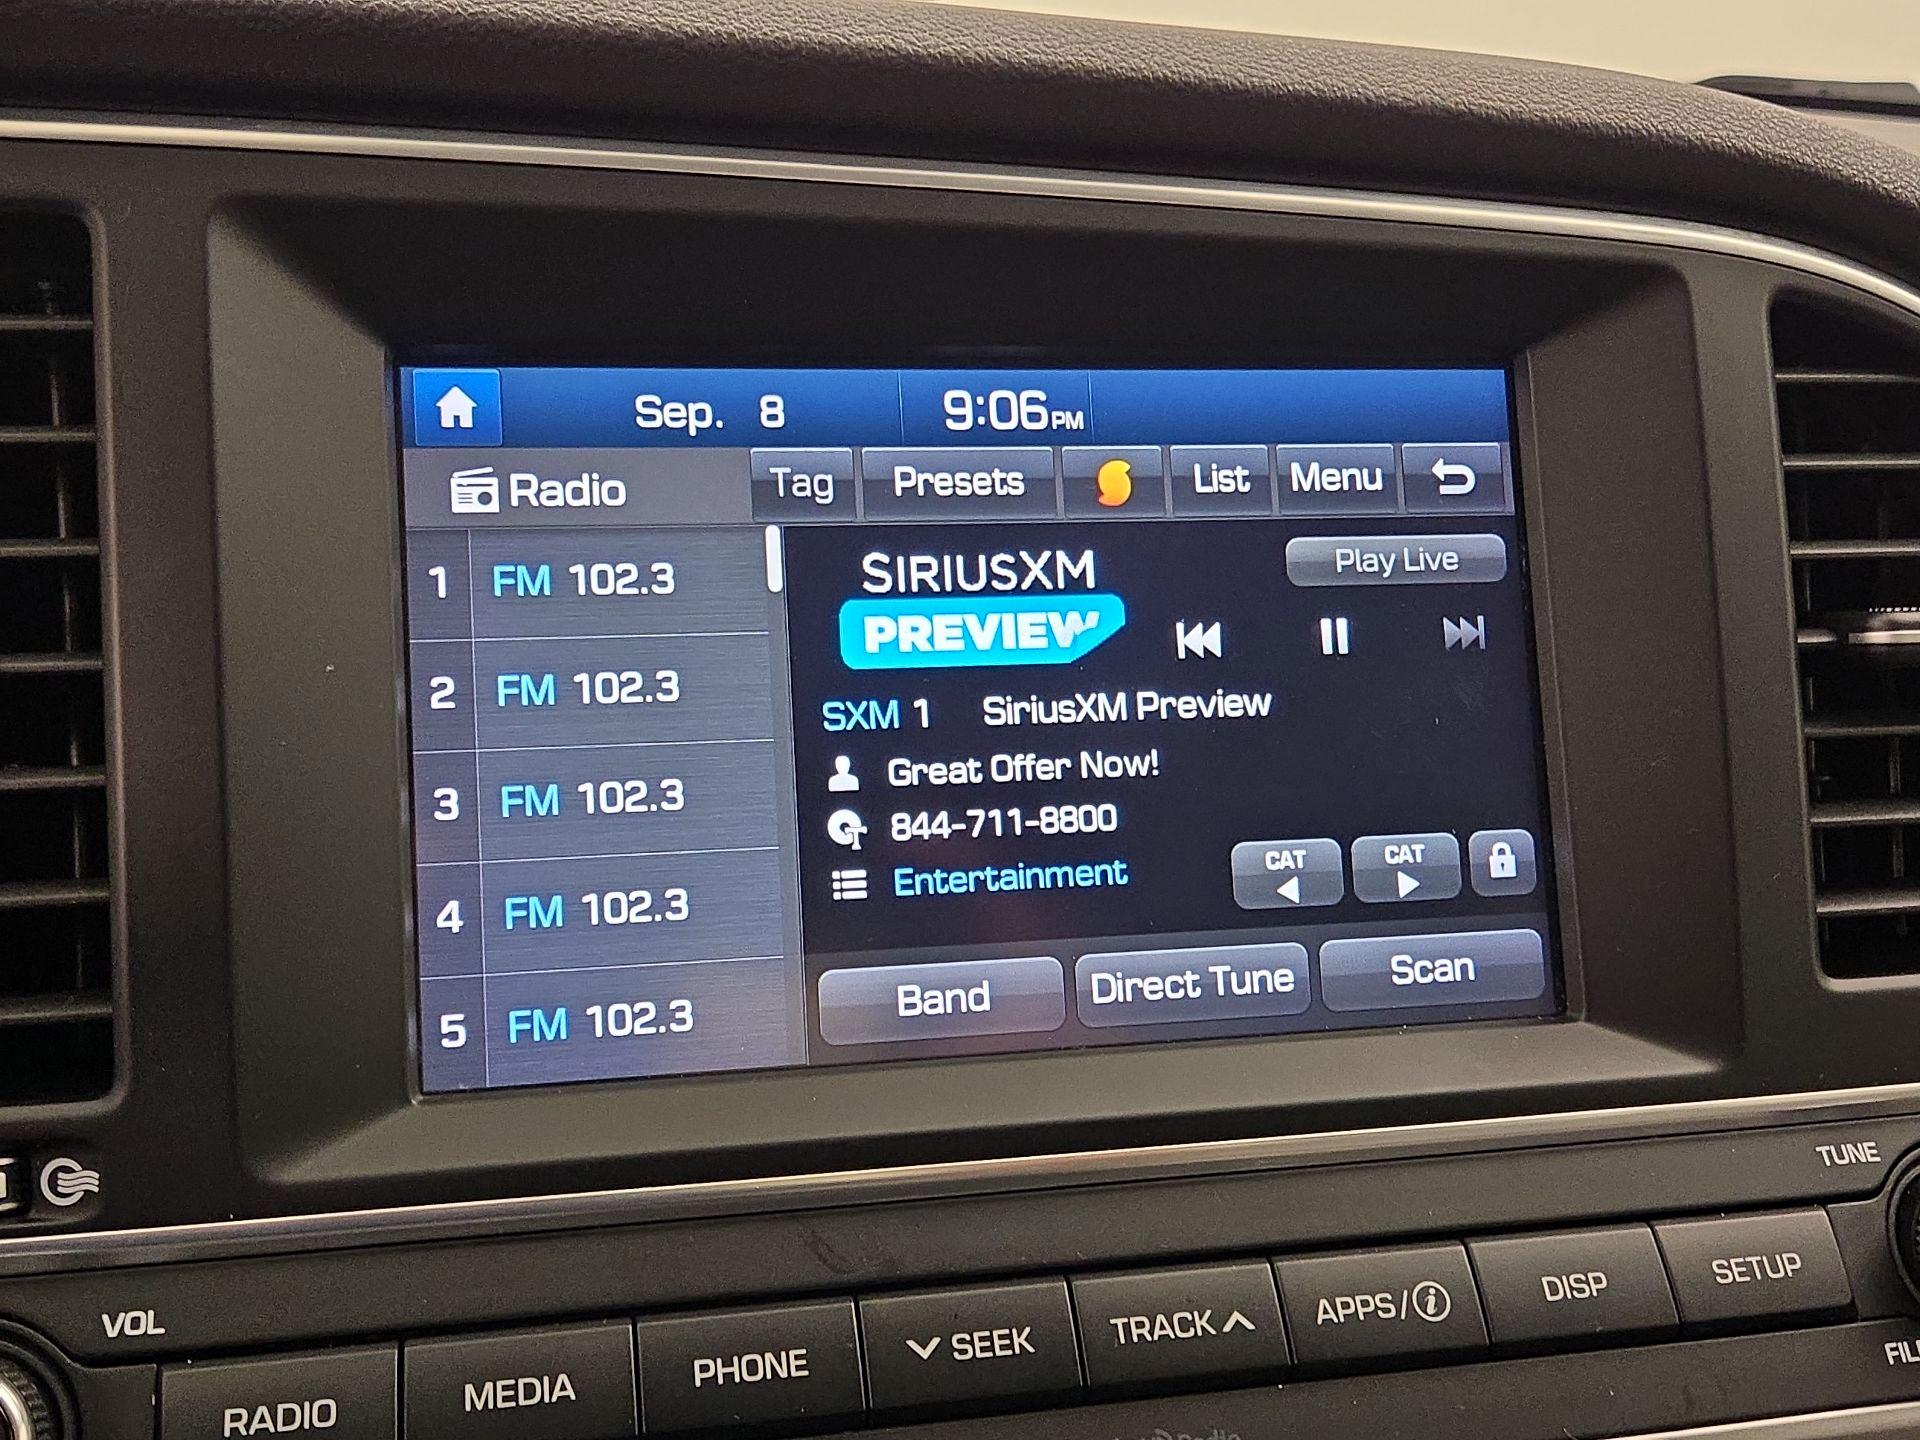 Sep. 8 9:06PM
Radio Tag Presets List Menu
1 FM 102.3
2 FM 102.3
3 FM 102.3
4 FM 102.3
5 FM 102.3
SIRIUSXM
PREVIEW
Play Live
SXM 1 SiriusXM Preview
Great Offer Now!
844-711-8800
Entertainment
CAT CAT
Band Direct Tune Scan
TUNE
VOL
RADIO MEDIA PHONE SEEK TRACK APPS/i DISP SETUP